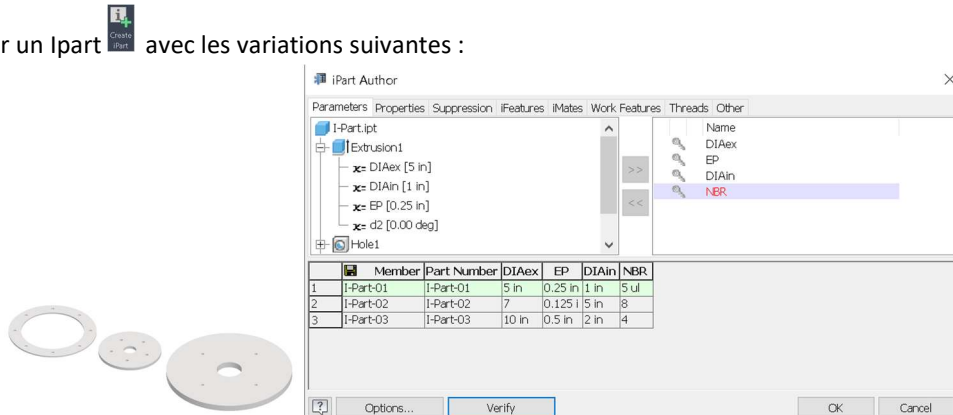 Create
iPart
r un Ipart avec les variations suivantes :
iPart Author
Parameters Properties Suppression iFeatures iMates Work Features Threads Other
I-Part.ipt
Extrusion1
x= DIAex [5 in]
x= DIAin [1 in]
x= EP [0.25 in]
x= d2 [0.00 deg]
Hole1
>>
<<
Name
DIAex
EP
DIAin
NBR
Member Part Number DIAex EP DIAin NBR
1 I-Part-01 I-Part-01 5 in 0.25 in 1 in 5 ul
2 I-Part-02 I-Part-02 7 0.125 i 5 in 8
3 I-Part-03 I-Part-03 10 in 0.5 in 2 in 4
? Options... Verify OK Cancel